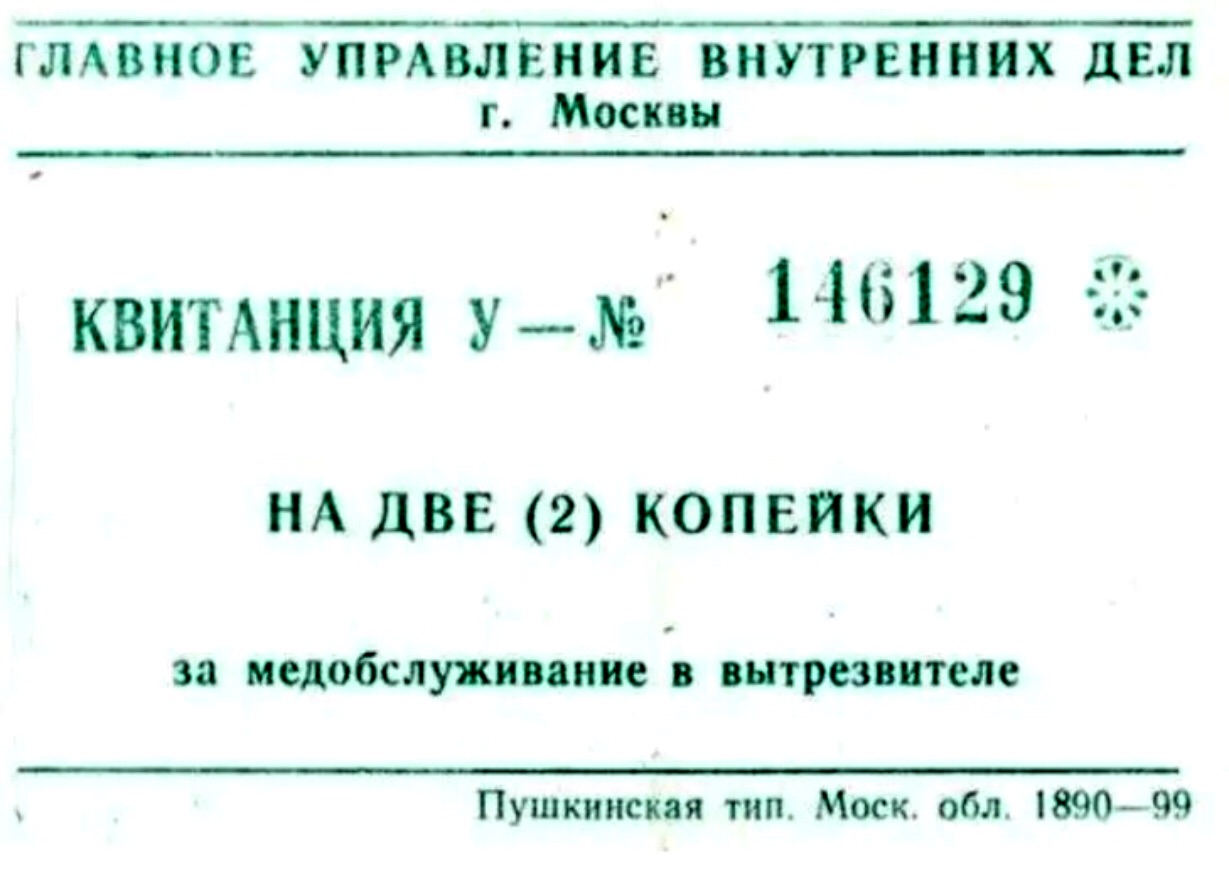 ГЛАВНОЕ УПРАВЛЕНИЕ ВНУТРЕННИХ ДЕЛ
г. Москвы
КВИТАНЦИЯ У — № 146129
НА ДВЕ (2) КОПЕЙКИ
за медобслуживание в вытрезвителе
Пушкинская тип. Моск. обл. 1890—99